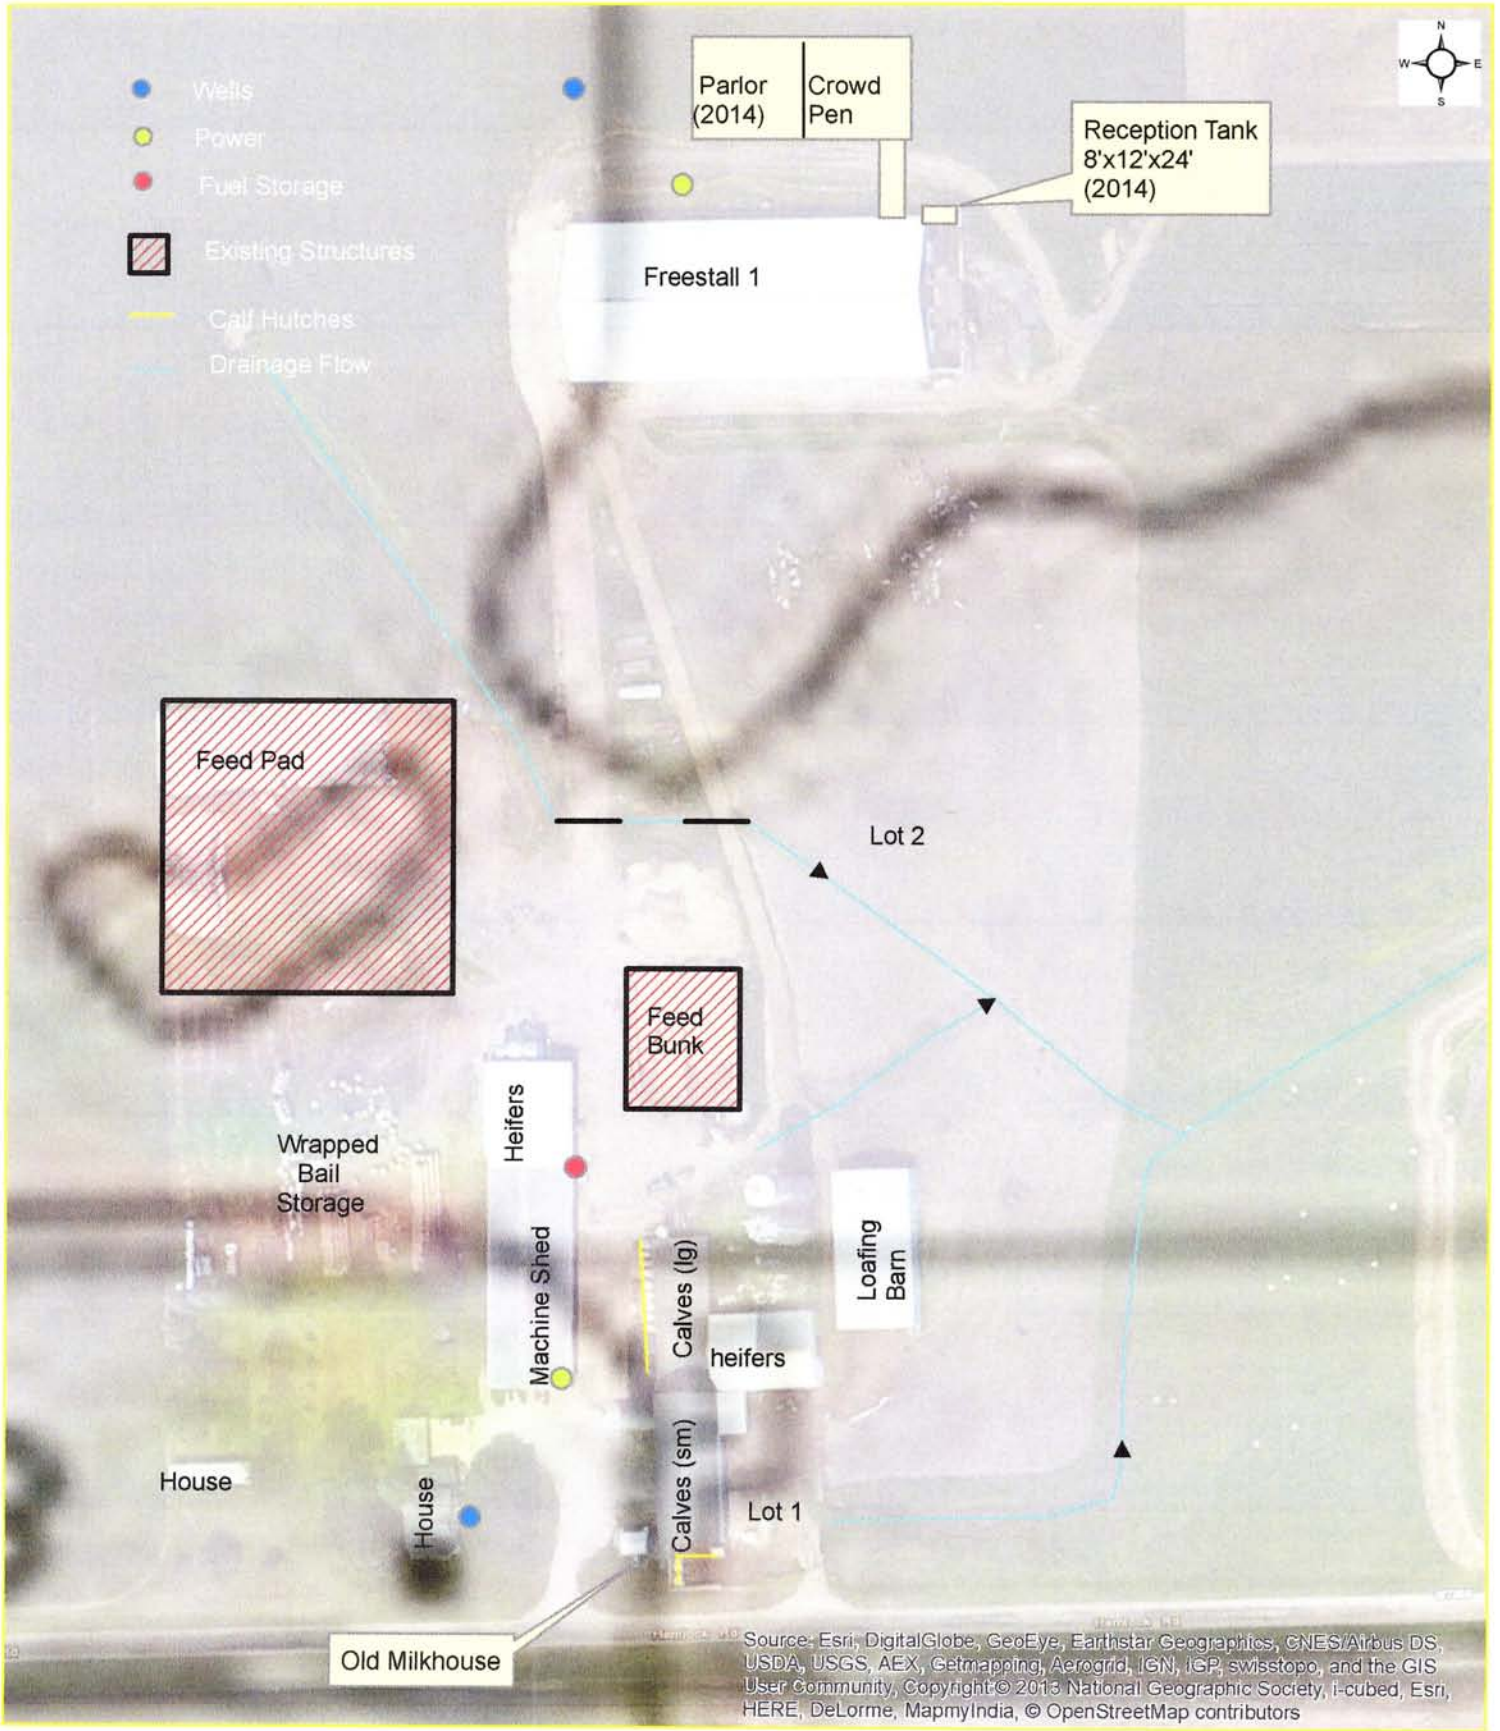 N
W E
S
Wells
Power
Fuel Storage
Existing Structures
Calf Hutches
Drainage Flow
Parlor
(2014)
Crowd
Pen
Reception Tank
8'x12'x24'
(2014)
Freestall 1
Feed Pad
Lot 2
Feed
Bunk
Heifers
Wrapped
Bail
Storage
Machine Shed
Calves (lg)
Loafing
Barn
heifers
House
House
Calves (sm)
Lot 1
Old Milkhouse
Source: Esri, DigitalGlobe, GeoEye, Earthstar Geographics, CNES/Airbus DS,
USDA, USGS, AEX, Getmapping, Aerogrid, IGN, IGP, swisstopo, and the GIS
User Community, Copyright:© 2013 National Geographic Society, i-cubed, Esri,
HERE, DeLorme, MapmyIndia, © OpenStreetMap contributors